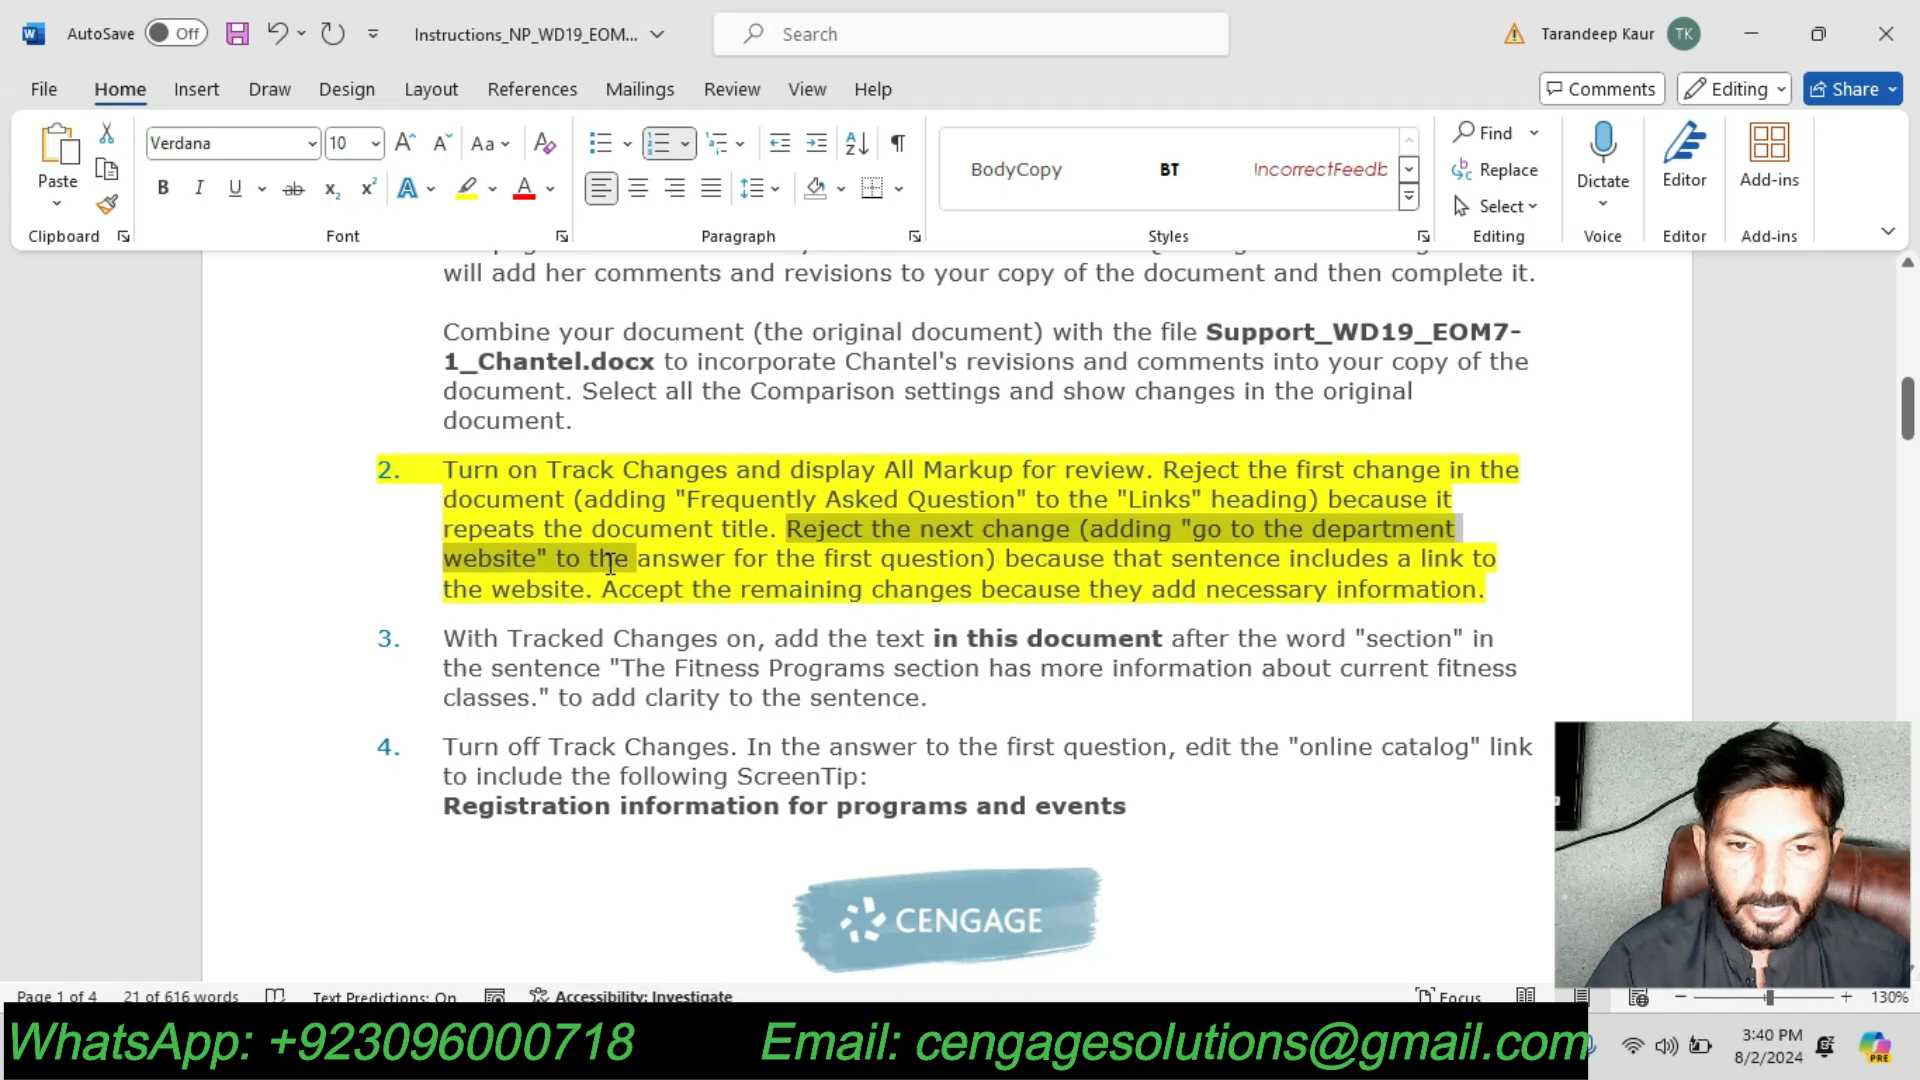 AutoSave Off Instructions_NP_WD19_EOM... Search Tarandeep Kaur TK
File Home Insert Draw Design Layout References Mailings Review View Help Comments Editing Share
Paste Verdana 10 Aa BodyCopy BT IncorrectFeedb Find Replace Select Dictate Editor Add-ins
Clipboard Font Paragraph Styles Editing Voice Editor Add-ins
will add her comments and revisions to your copy of the document and then complete it.
Combine your document (the original document) with the file Support_WD19_EOM7-
1_Chantel.docx to incorporate Chantel's revisions and comments into your copy of the
document. Select all the Comparison settings and show changes in the original
document.
2. Turn on Track Changes and display All Markup for review. Reject the first change in the
document (adding "Frequently Asked Question" to the "Links" heading) because it
repeats the document title. Reject the next change (adding "go to the department
website" to the answer for the first question) because that sentence includes a link to
the website. Accept the remaining changes because they add necessary information.
3. With Tracked Changes on, add the text in this document after the word "section" in
the sentence "The Fitness Programs section has more information about current fitness
classes." to add clarity to the sentence.
4. Turn off Track Changes. In the answer to the first question, edit the "online catalog" link
to include the following ScreenTip:
Registration information for programs and events
CENGAGE
Page 1 of 4 21 of 616 words Text Predictions: On Accessibility: Investigate Focus 130%
WhatsApp: +923096000718 Email: cengagesolutions@gmail.com
3:40 PM
8/2/2024
PRE